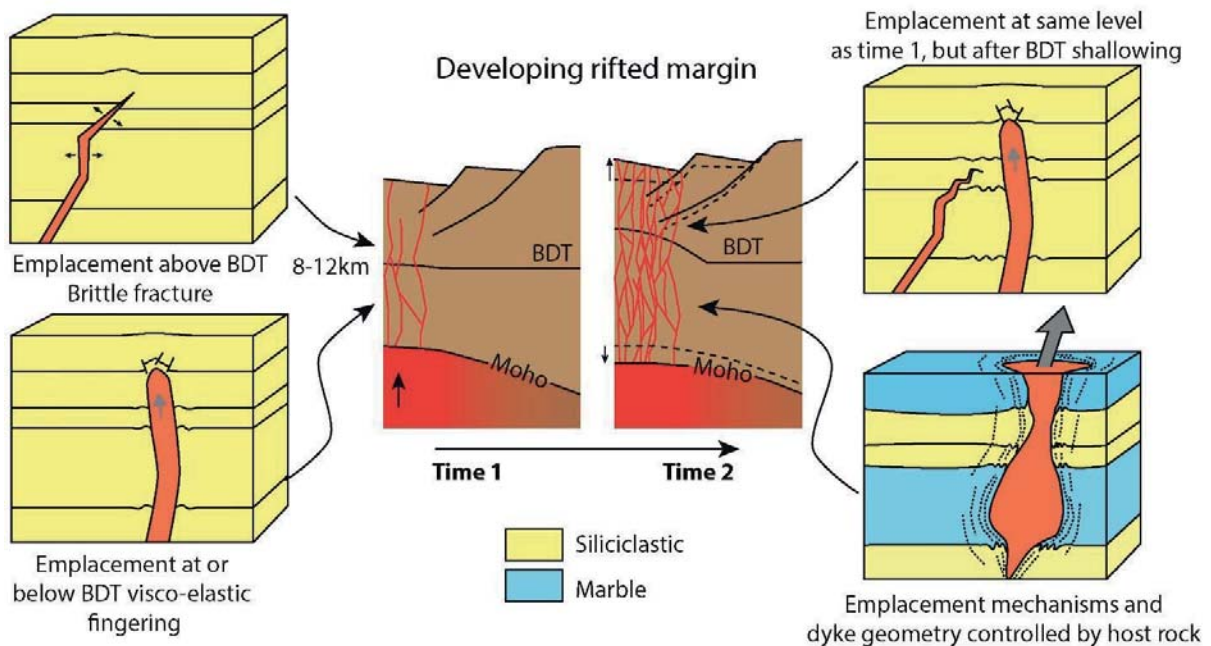 Emplacement above BDT
Brittle fracture
Emplacement at or
below BDT visco-elastic
fingering
Developing rifted margin
8-12km
BDT
Moho
BDT
Moho
Time 1
Time 2
Siliciclastic
Marble
Emplacement at same level
as time 1, but after BDT shallowing
Emplacement mechanisms and
dyke geometry controlled by host rock